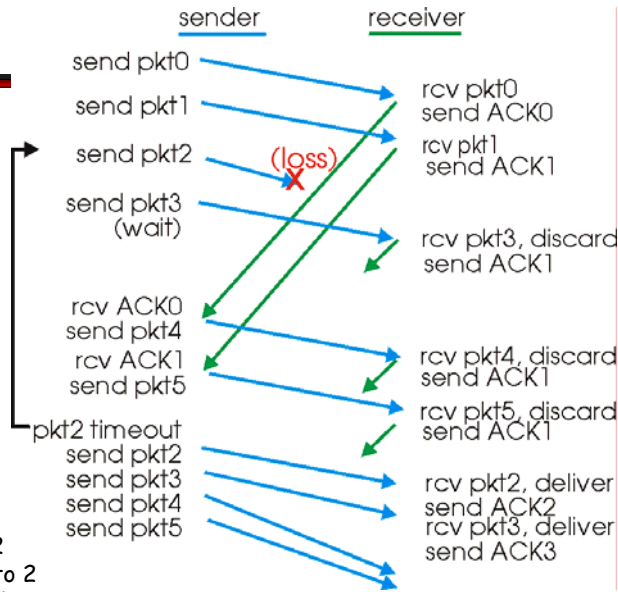 sender
receiver
send pkt0
send pkt1
send pkt2
(loss)
X
send pkt3
(wait)
rcv pkt0
send ACK0
rcv pkt1
send ACK1
rcv pkt3, discard
send ACK1
rcv ACK0
send pkt4
rcv ACK1
send pkt5
rcv pkt4, discard
send ACK1
rcv pkt5, discard
send ACK1
pkt2 timeout
send pkt2
send pkt3
send pkt4
send pkt5
rcv pkt2, deliver
send ACK2
rcv pkt3, deliver
send ACK3
2
to 2